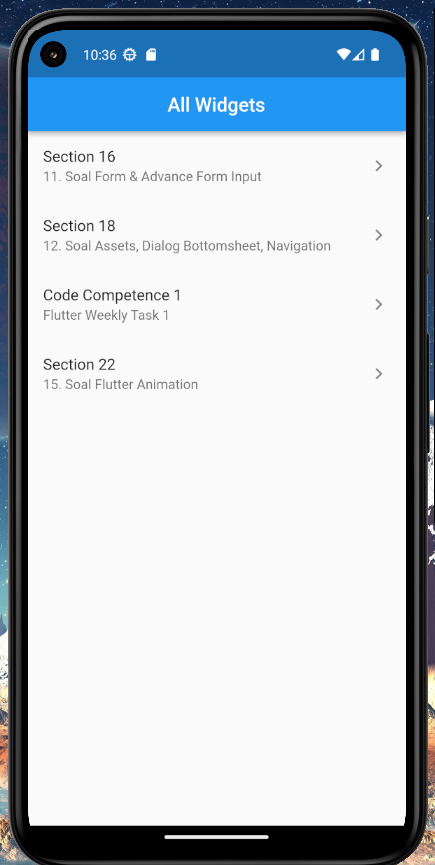 10:36
All Widgets
Section 16
11. Soal Form & Advance Form Input
Section 18
12. Soal Assets, Dialog Bottomsheet, Navigation
Code Competence 1
Flutter Weekly Task 1
Section 22
15. Soal Flutter Animation